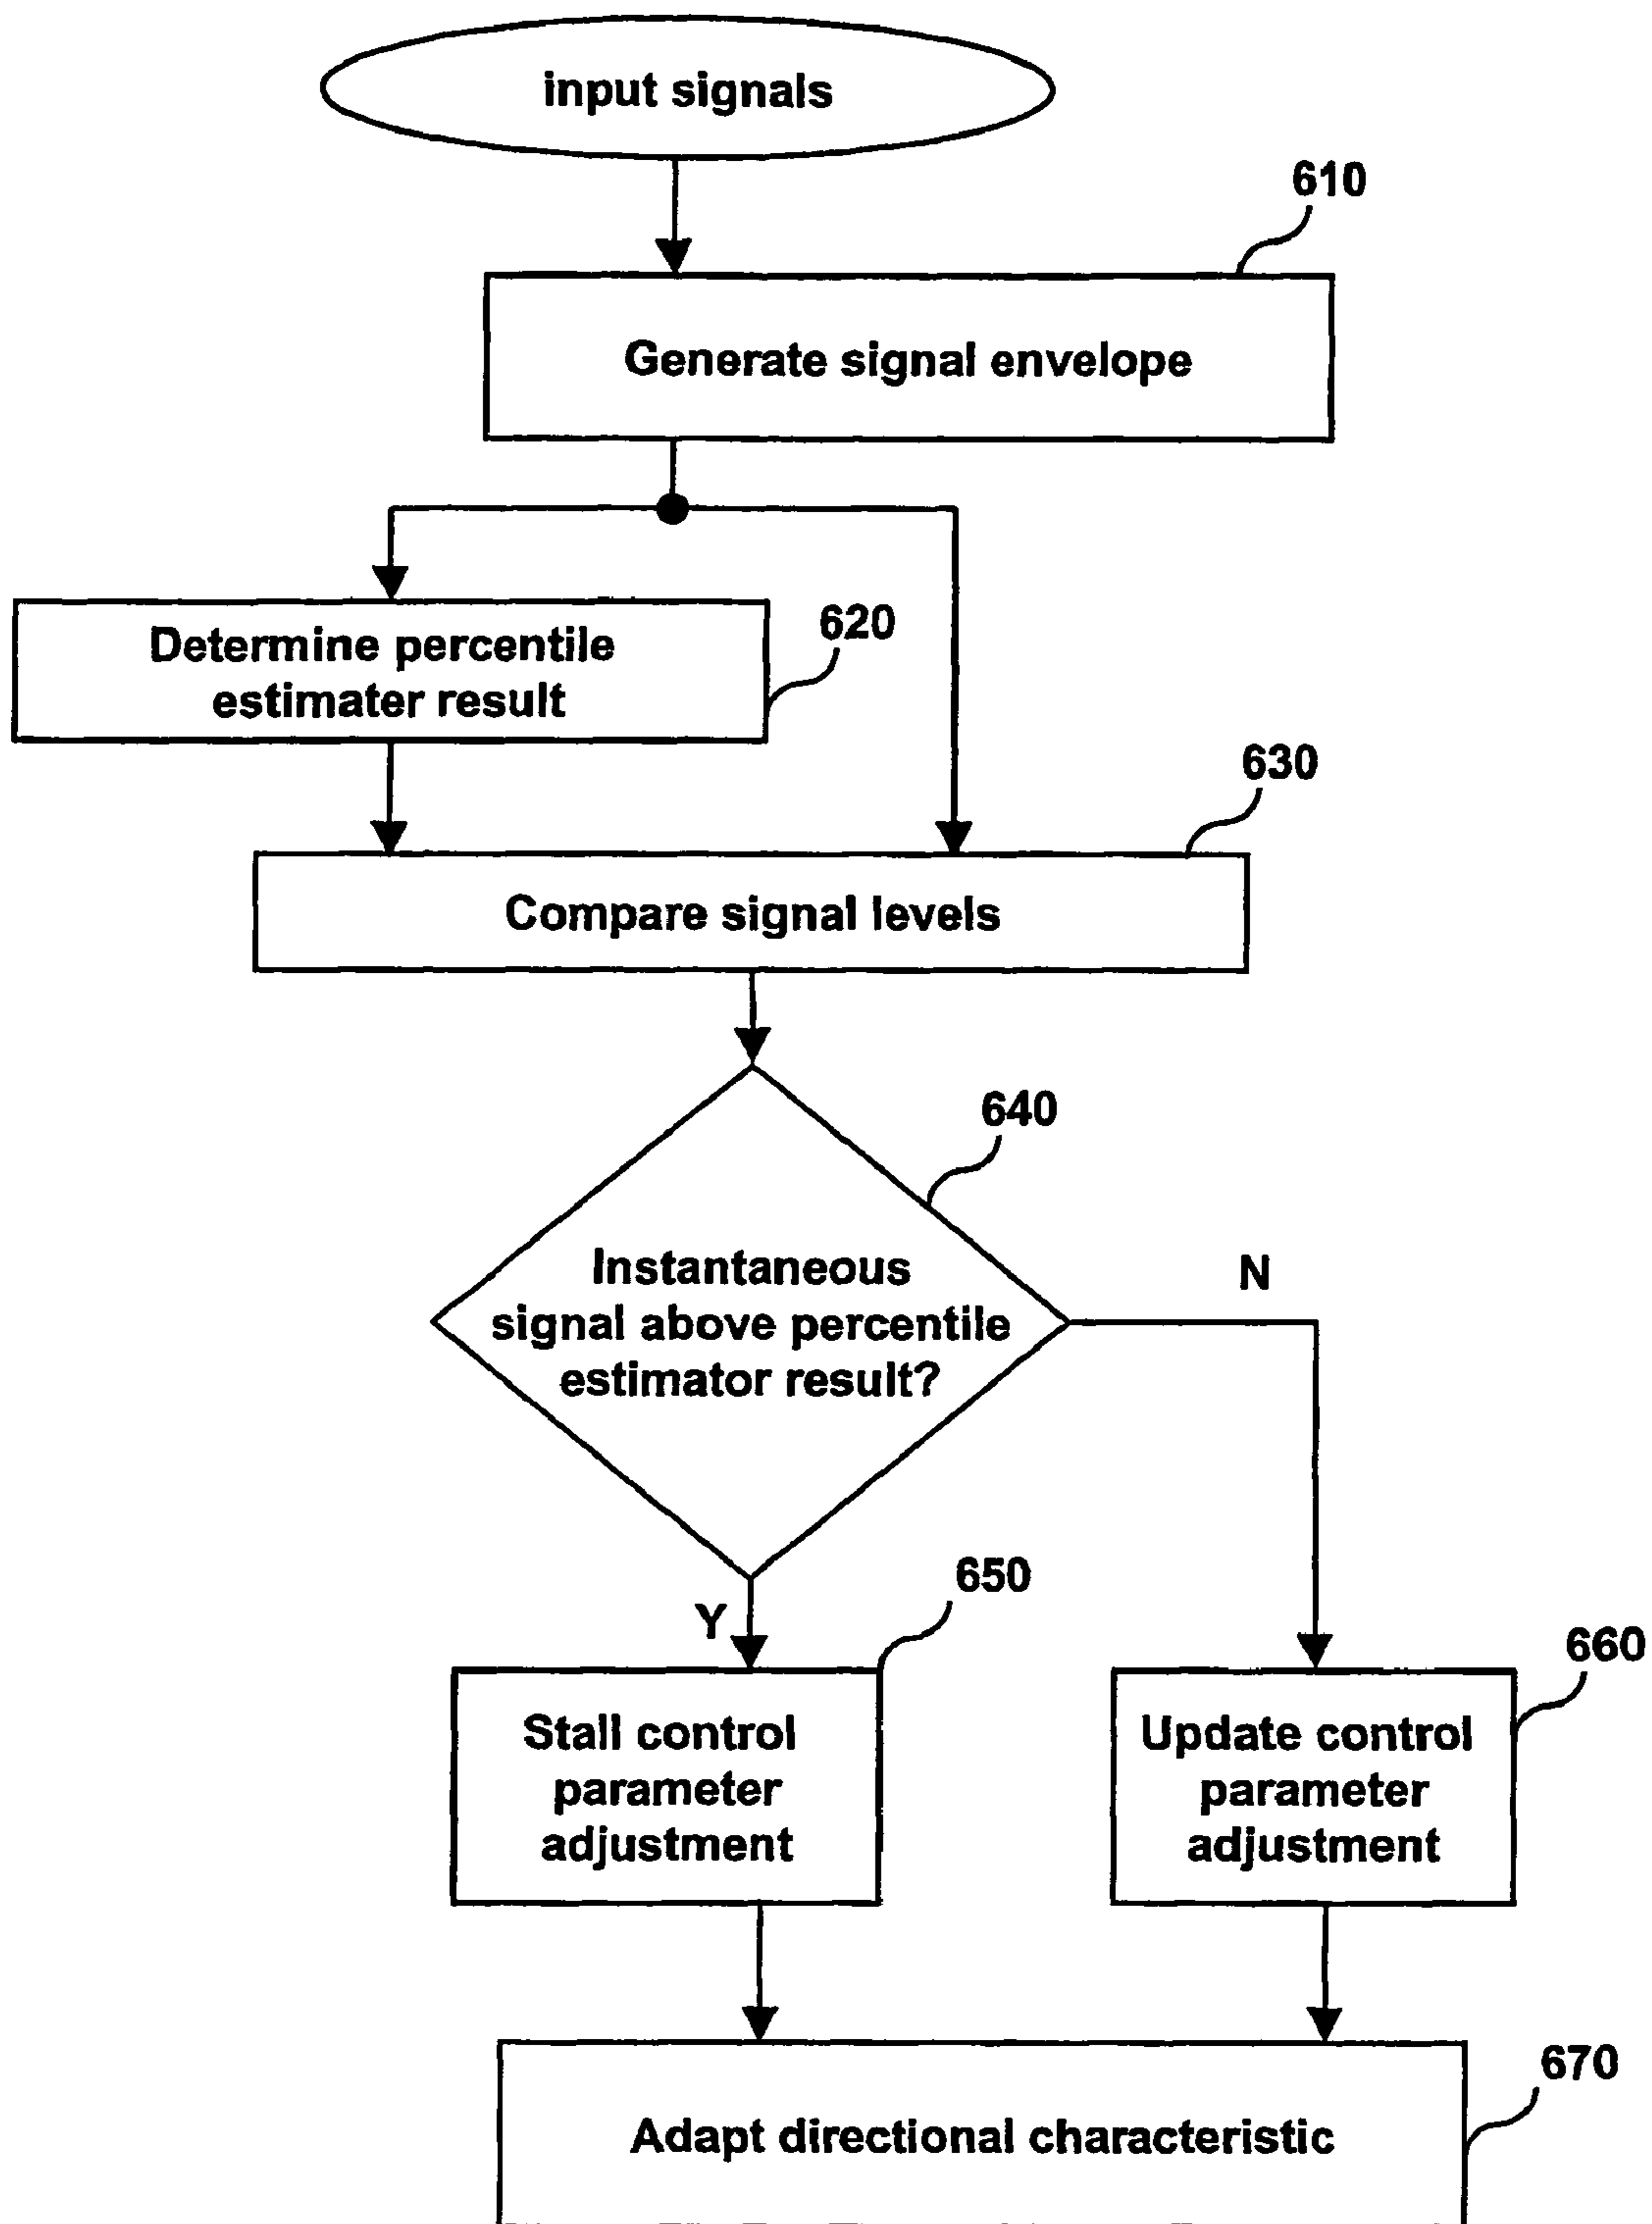 input signals
610
Generate signal envelope
Determine percentile
estimater result
620
630
Compare signal levels
640
Instantaneous
signal above percentile
estimator result?
N
Y
650
660
Stall control
parameter
adjustment
Update control
parameter
adjustment
670
Adapt directional characteristic